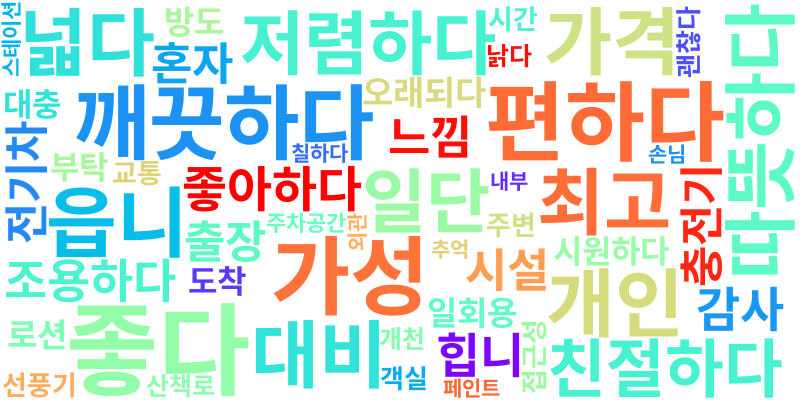 스테이션
넓다
방도
혼자
저렴하다
시간
낡다
가격
괜찮다
따뜻하다
대충
깨끗하다
오래되다
편하다
전기차
부탁
교통
칠하다
느낌
손님
읍니
좋아하다
일단
내부
최고
충전기
출장
주차공간
외관
주변
시원하다
조용하다
도착
가성
추억
시설
개인
감사
로션
좋다
대비
개천
일회용
힙니
접근성
친절하다
선풍기
산책로
객실
페인트